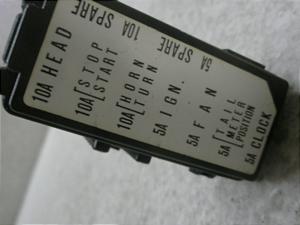 10A SPARE
5A SPARE
10A HEAD
10A STOP
START
10A HORN
TURN
5A IGN.
5A FAN
5A TAIL
METER
POSITION
5A CLOCK